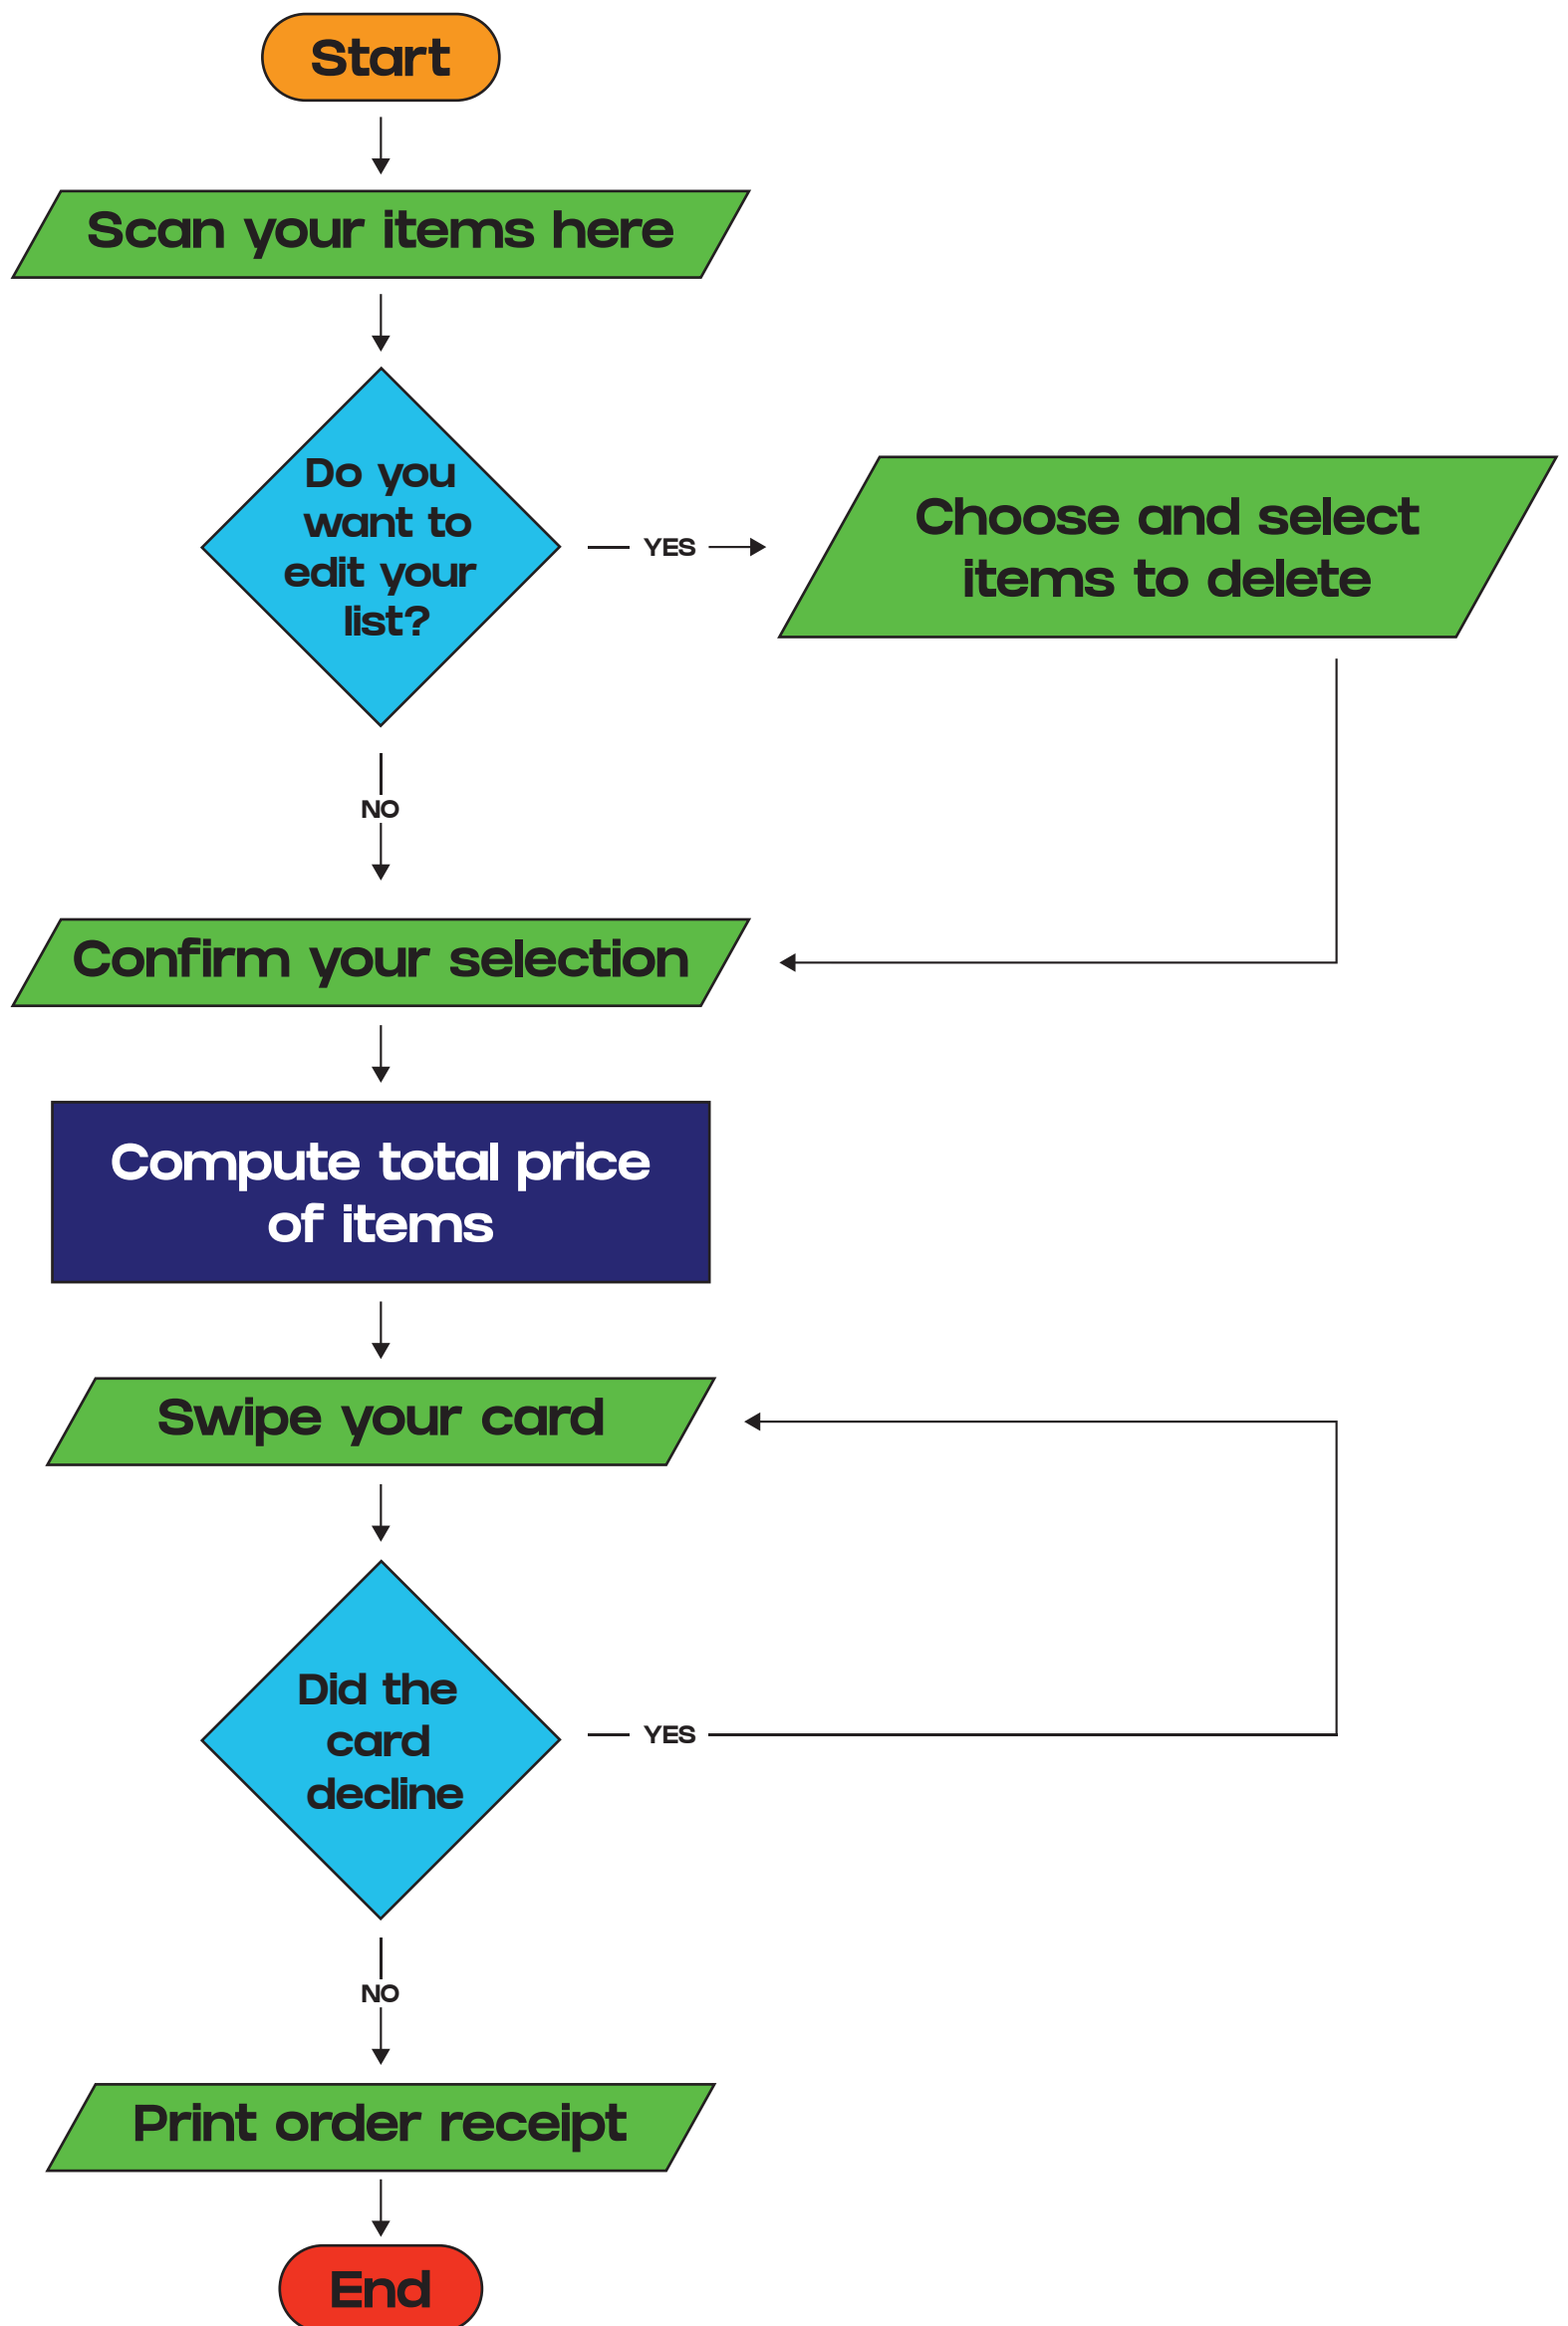 Start
Scan your items here
Do you
want to
edit your
list?
YES
Choose and select
items to delete
NO
Confirm your selection
Compute total price
of items
Swipe your card
Did the
card
decline
YES
NO
Print order receipt
End